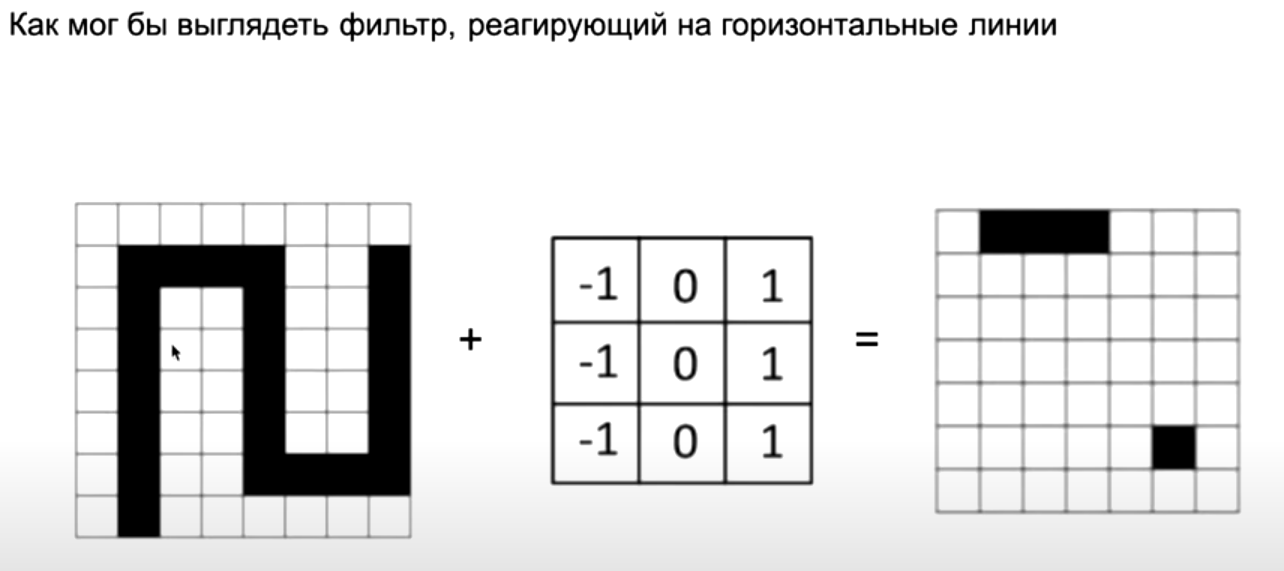 Как мог бы выглядеть фильтр, реагирующий на горизонтальные линии
-1 0 1
+ -1 0 1 =
-1 0 1